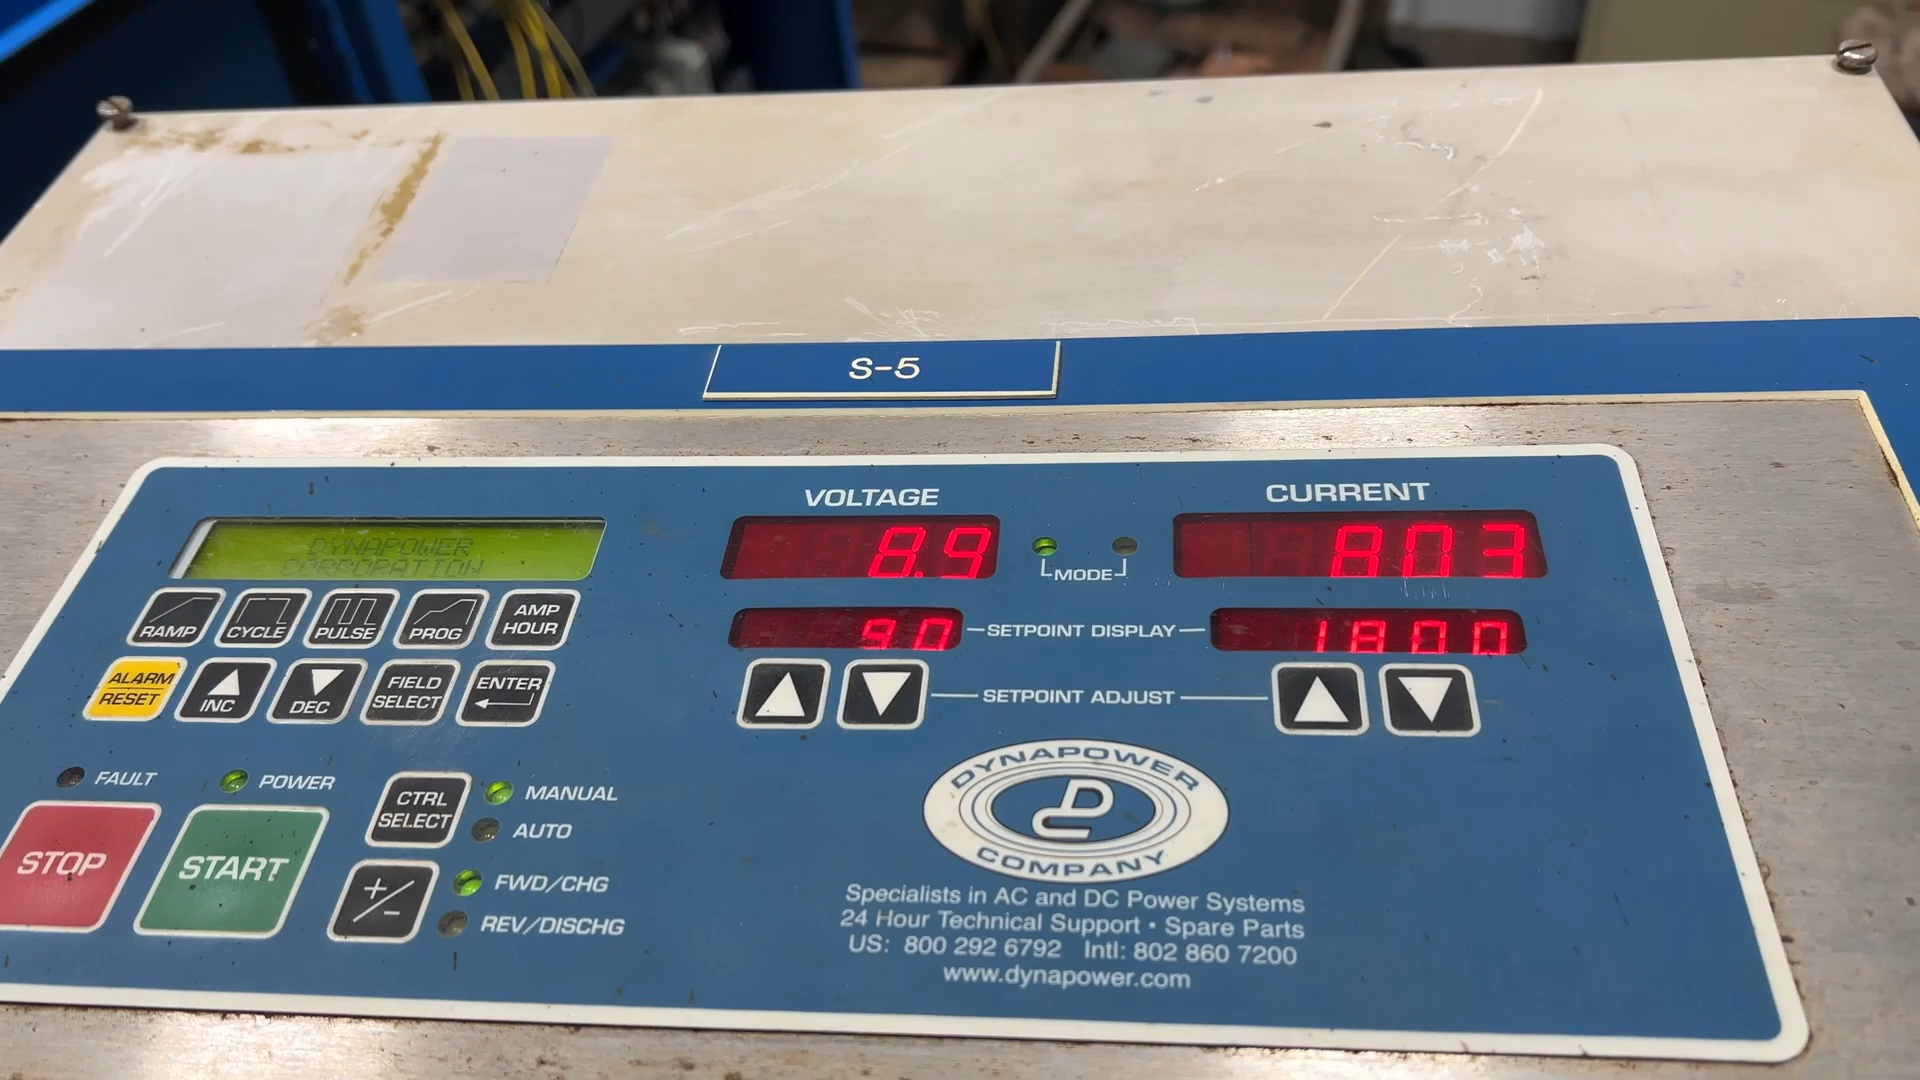 S-5
VOLTAGE
CURRENT
DYNAPOWER
CORPORATION
8.9
MODE
803
90
SETPOINT DISPLAY
1800
RAMP
CYCLE
PULSE
PROG
AMP
HOUR
ALARM
RESET
INC
DEC
FIELD
SELECT
ENTER
SETPOINT ADJUST
FAULT
POWER
CTRL
SELECT
MANUAL
AUTO
STOP
START
+/-
FWD/CHG
REV/DISCHG
DYNAPOWER
COMPANY
Specialists in AC and DC Power Systems
24 Hour Technical Support • Spare Parts
US: 800 292 6792 Intl: 802 860 7200
www.dynapower.com